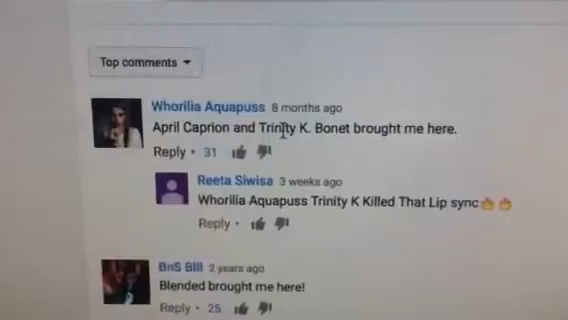 Top comments
Whorilia Aquapuss 8 months ago
April Caprion and Trinity K. Bonet brought me here.
Reply • 31
Reeta Siwisa 3 weeks ago
Whorilia Aquapuss Trinity K Killed That Lip sync🔥🔥
Reply •
BnS Blll 2 years ago
Blended brought me here!
Reply • 25